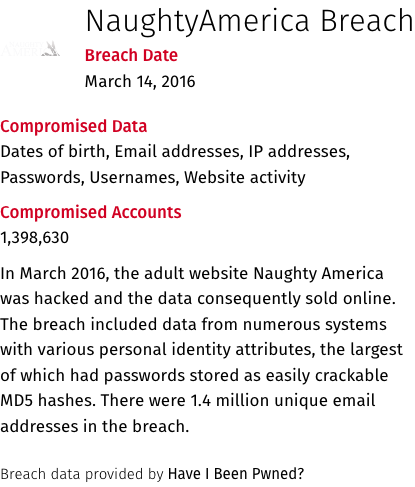 NaughtyAmerica Breach
Breach Date
March 14, 2016
Compromised Data
Dates of birth, Email addresses, IP addresses,
Passwords, Usernames, Website activity
Compromised Accounts
1,398,630
In March 2016, the adult website Naughty America
was hacked and the data consequently sold online.
The breach included data from numerous systems
with various personal identity attributes, the largest
of which had passwords stored as easily crackable
MD5 hashes. There were 1.4 million unique email
addresses in the breach.
Breach data provided by Have I Been Pwned?